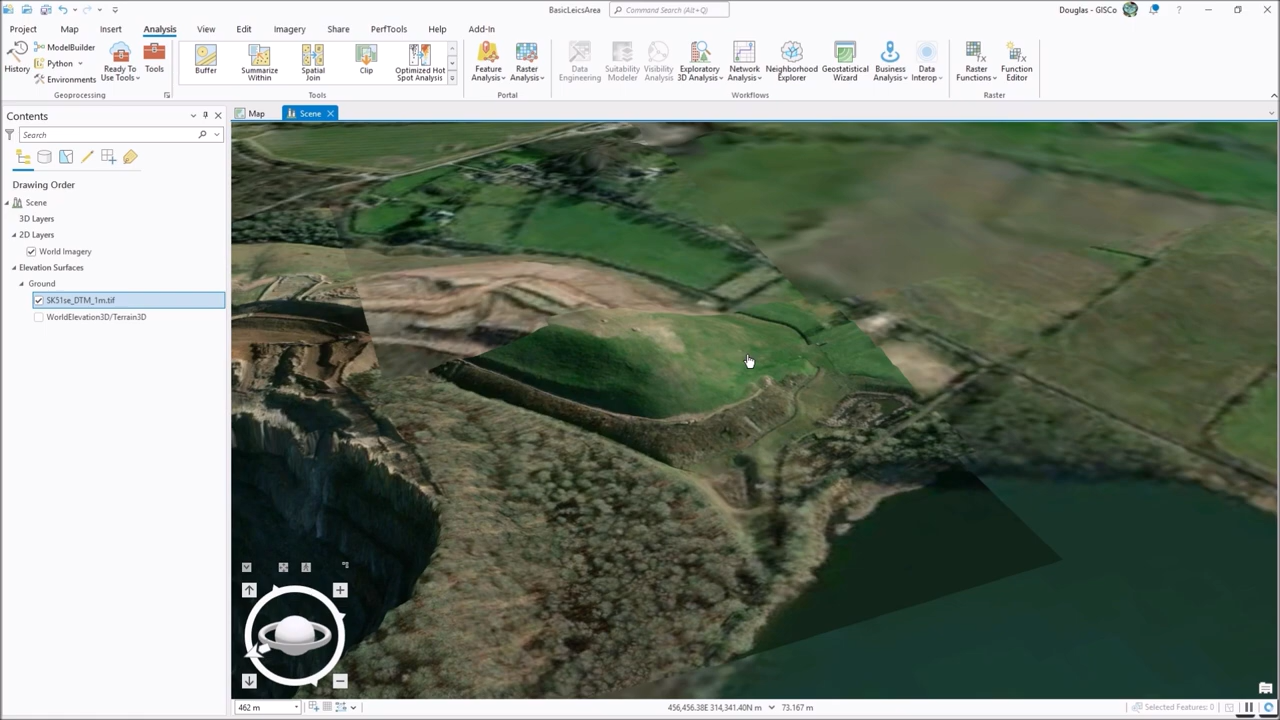 BasicLeicsArea
Command Search (Alt+Q)
Douglas - GISCo
Project Map Insert Analysis View Edit Imagery Share PerfTools Help Add-In
History
ModelBuilder
Python
Environments
Ready To
Use Tools
Tools
Geoprocessing
Buffer
Summarize
Within
Spatial
Join
Clip
Optimized Hot
Spot Analysis
Tools
Feature
Analysis
Raster
Analysis
Portal
Data
Engineering
Suitability
Modeler
Visibility
Analysis
Exploratory
3D Analysis
Network
Analysis
Neighborhood
Explorer
Geostatistical
Wizard
Business
Analysis
Data
Interop
Workflows
Raster
Functions
Function
Editor
Raster
Contents
Search
Map
Scene
Drawing Order
Scene
3D Layers
2D Layers
World Imagery
Elevation Surfaces
Ground
SK51se_DTM_1m.tif
WorldElevation3D/Terrain3D
462 m
456,456.38E 314,341.40N m
73.167 m
Selected Features: 0